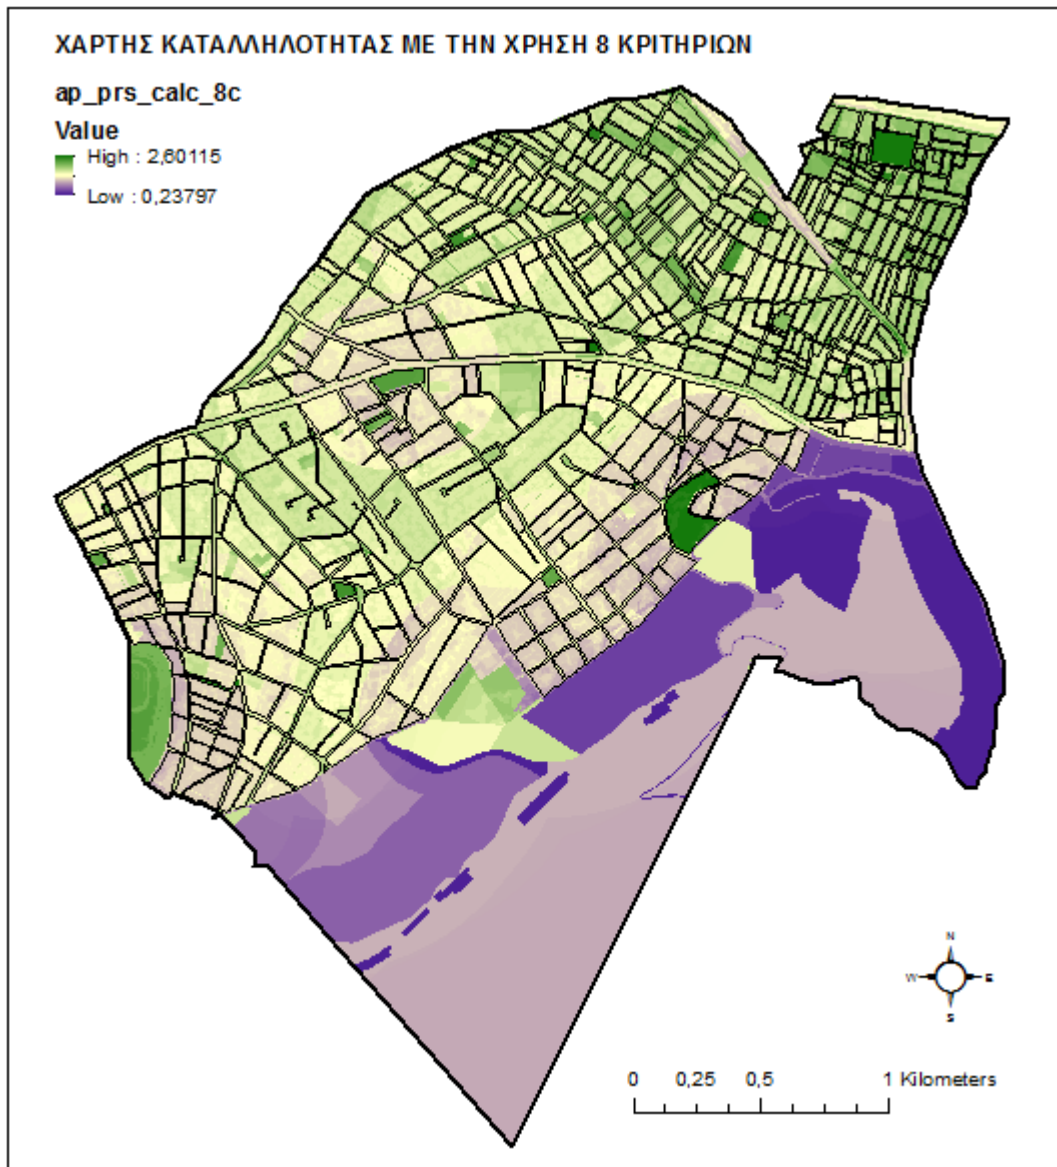 ΧΑΡΤΗΣ ΚΑΤΑΛΛΗΛΟΤΗΤΑΣ ΜΕ ΤΗΝ ΧΡΗΣΗ 8 ΚΡΙΤΗΡΙΩΝ
ap_prs_calc_8c
Value
High : 2,60115
Low : 0,23797
N
W E
S
0 0,25 0,5 1 Kilometers